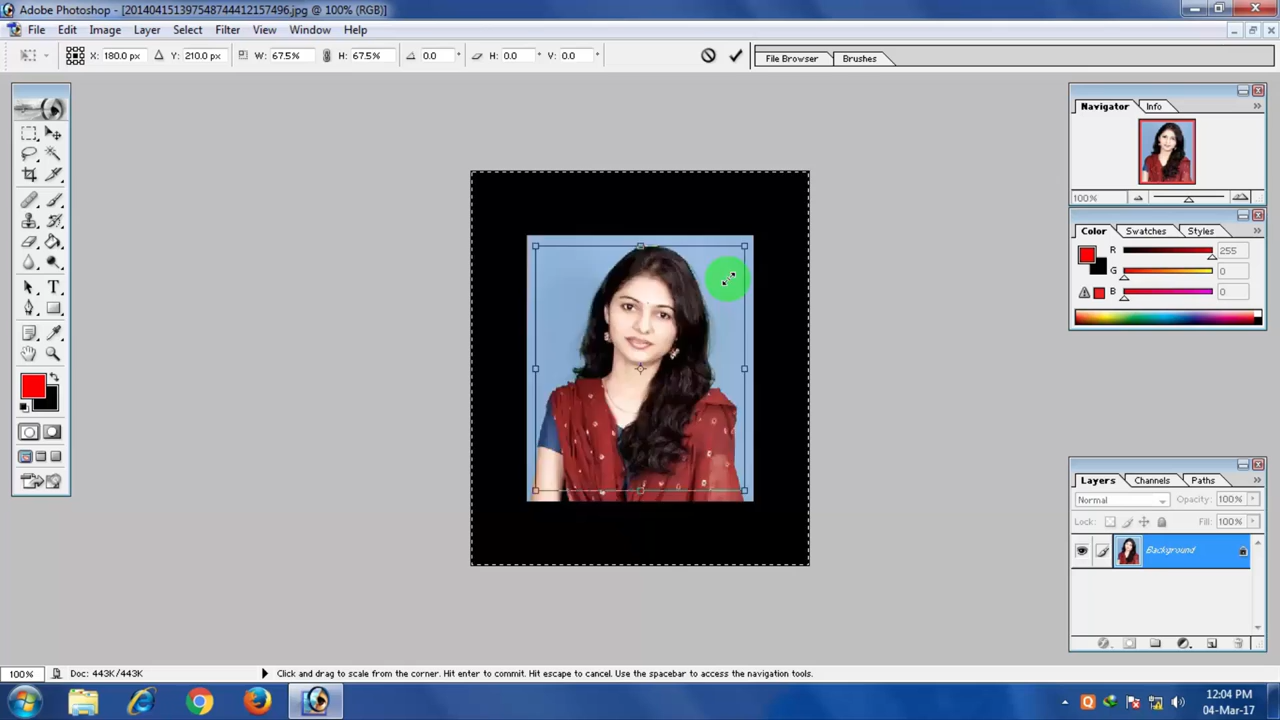 Adobe Photoshop - [20140415139754874441215​7496.jpg @ 100% (RGB)]
File Edit Image Layer Select Filter View Window Help
X: 180.0 px Y: 210.0 px W: 67.5% H: 67.5% 0.0 ° H: 0.0 ° V: 0.0 ° File Browser Brushes
Navigator Info
100%
Color Swatches Styles
R 255
G 0
B 0
Layers Channels Paths
Normal Opacity: 100%
Lock: Fill: 100%
Background
100% Doc: 443K/443K Click and drag to scale from the corner. Hit enter to commit. Hit escape to cancel. Use the spacebar to access the navigation tools.
12:04 PM
04-Mar-17